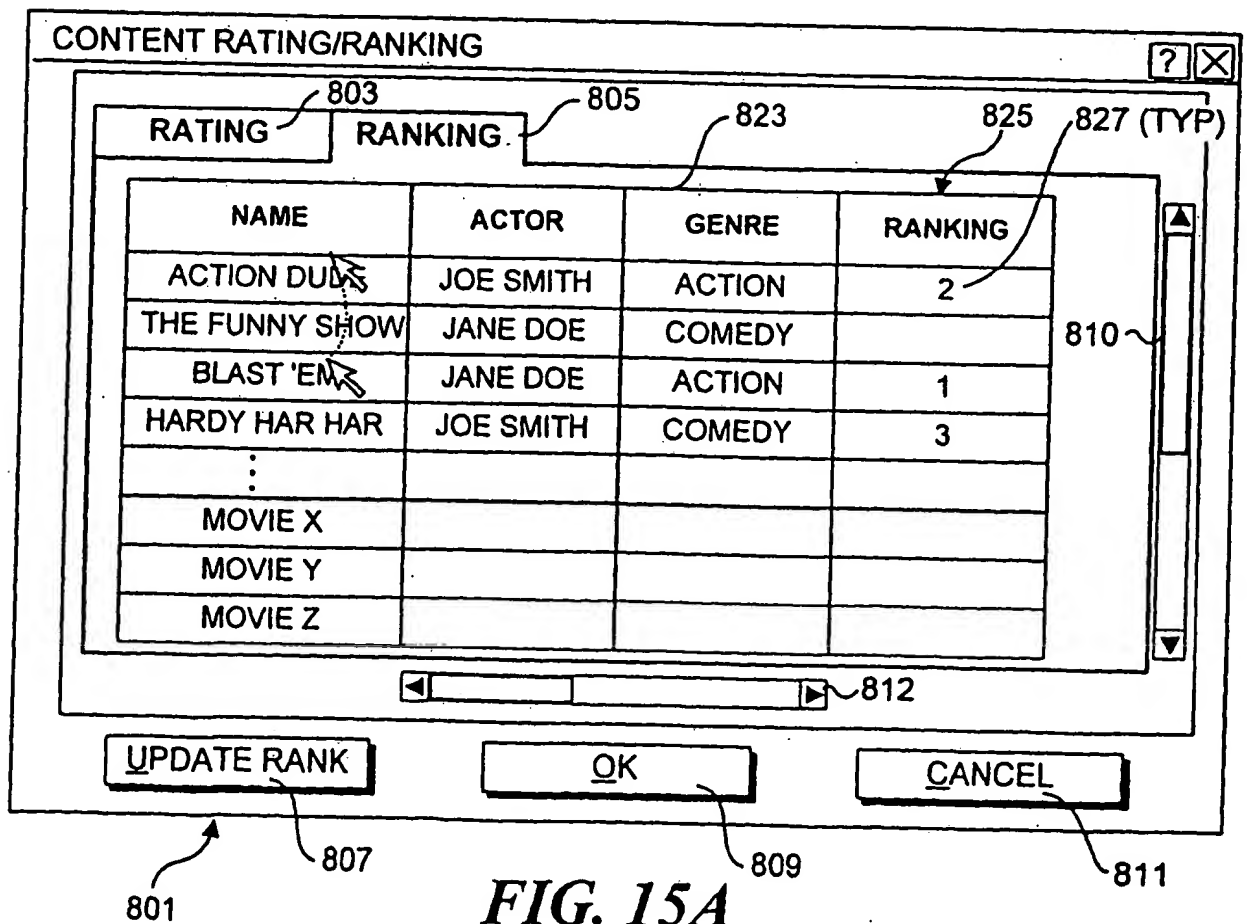 CONTENT RATING/RANKING ? X
803 805 823 825 827 (TYP)
RATING RANKING
NAME ACTOR GENRE RANKING
ACTION DUDE JOE SMITH ACTION 2
THE FUNNY SHOW JANE DOE COMEDY
810
BLAST 'EM JANE DOE ACTION 1
HARDY HAR HAR JOE SMITH COMEDY 3
⋮
MOVIE X
MOVIE Y
MOVIE Z
812
UPDATE RANK OK CANCEL
801 807 809 811
FIG. 15A